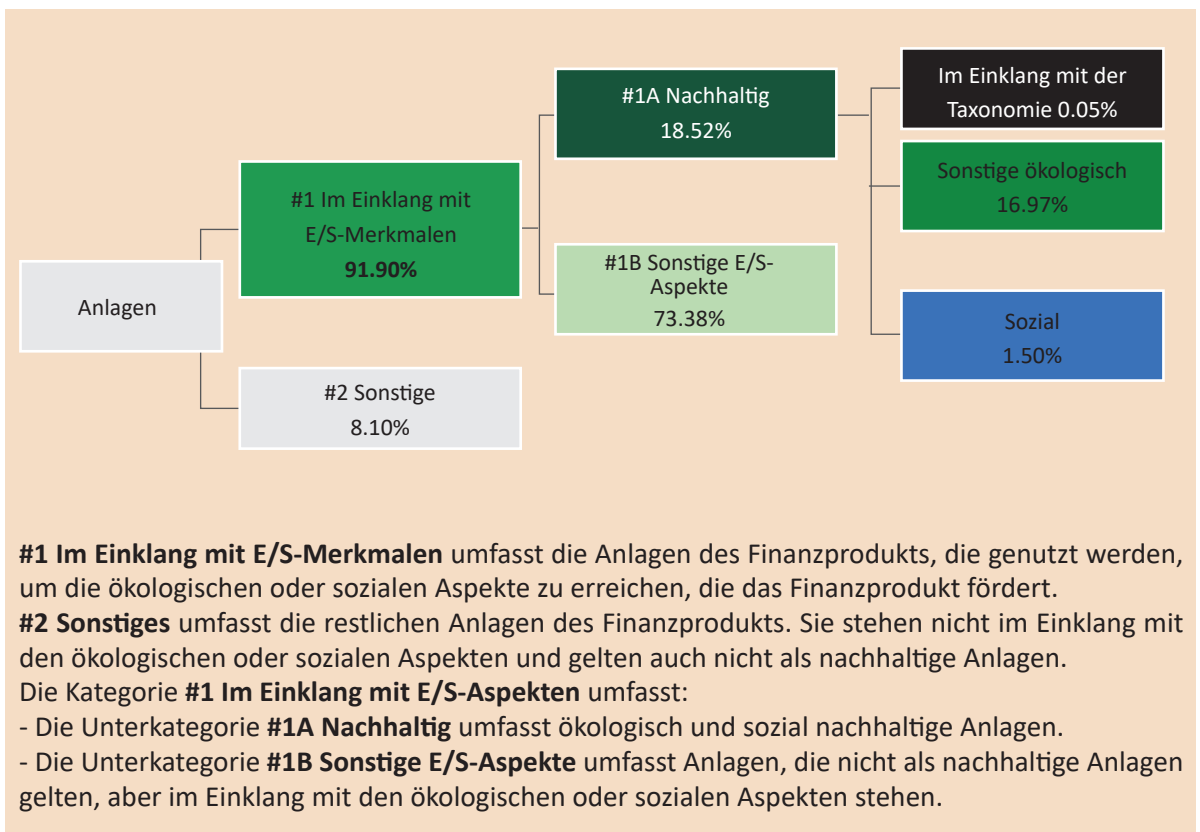 Anlagen
#1 Im Einklang mit
E/S-Merkmalen
91.90%
#2 Sonstige
8.10%
#1A Nachhaltig
18.52%
#1B Sonstige E/S-
Aspekte
73.38%
Im Einklang mit der
Taxonomie 0.05%
Sonstige ökologisch
16.97%
Sozial
1.50%
#1 Im Einklang mit E/S-Merkmalen umfasst die Anlagen des Finanzprodukts, die genutzt werden,
um die ökologischen oder sozialen Aspekte zu erreichen, die das Finanzprodukt fördert.
#2 Sonstiges umfasst die restlichen Anlagen des Finanzprodukts. Sie stehen nicht im Einklang mit
den ökologischen oder sozialen Aspekten und gelten auch nicht als nachhaltige Anlagen.
Die Kategorie #1 Im Einklang mit E/S-Aspekten umfasst:
- Die Unterkategorie #1A Nachhaltig umfasst ökologisch und sozial nachhaltige Anlagen.
- Die Unterkategorie #1B Sonstige E/S-Aspekte umfasst Anlagen, die nicht als nachhaltige Anlagen
gelten, aber im Einklang mit den ökologischen oder sozialen Aspekten stehen.